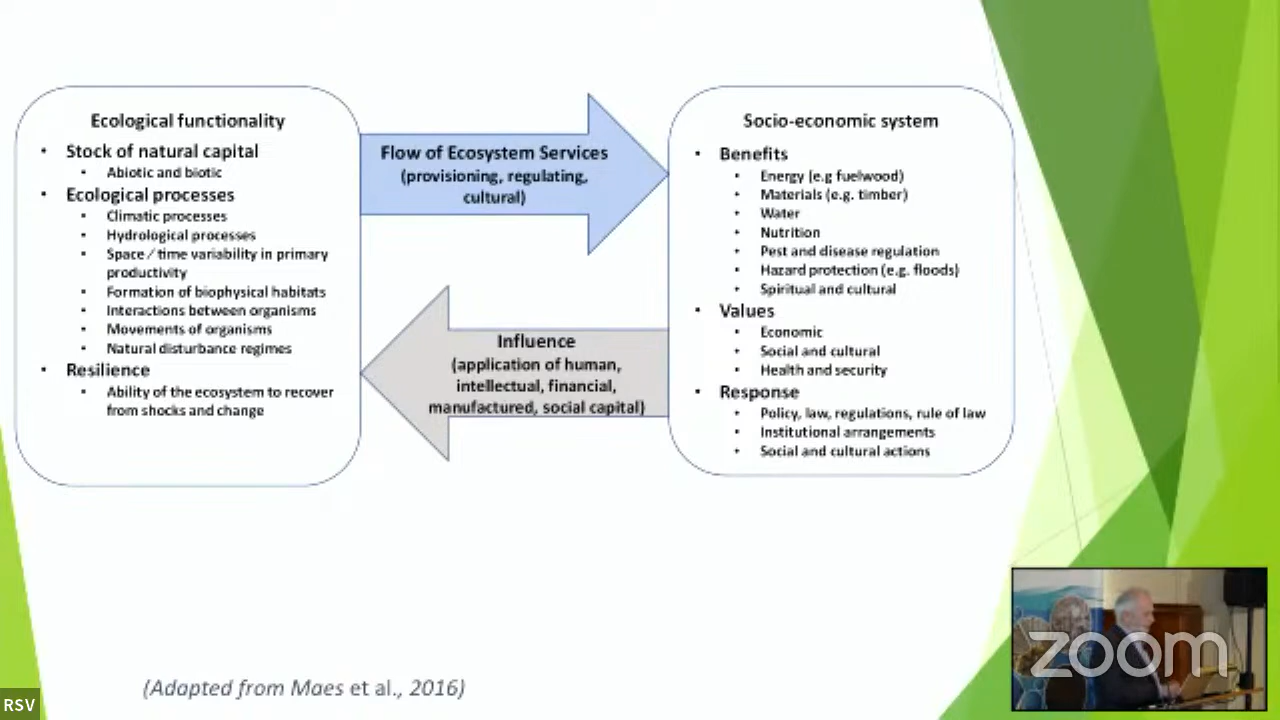 Ecological functionality
• Stock of natural capital
• Abiotic and biotic
• Ecological processes
• Climatic processes
• Hydrological processes
• Space / time variability in primary
productivity
• Formation of biophysical habitats
• Interactions between organisms
• Movements of organisms
• Natural disturbance regimes
• Resilience
• Ability of the ecosystem to recover
from shocks and change
Flow of Ecosystem Services
(provisioning, regulating,
cultural)
Influence
(application of human,
intellectual, financial,
manufactured, social capital)
Socio-economic system
• Benefits
• Energy (e.g fuelwood)
• Materials (e.g. timber)
• Water
• Nutrition
• Pest and disease regulation
• Hazard protection (e.g. floods)
• Spiritual and cultural
• Values
• Economic
• Social and cultural
• Health and security
• Response
• Policy, law, regulations, rule of law
• Institutional arrangements
• Social and cultural actions
(Adapted from Maes et al., 2016)
RSV
zoom